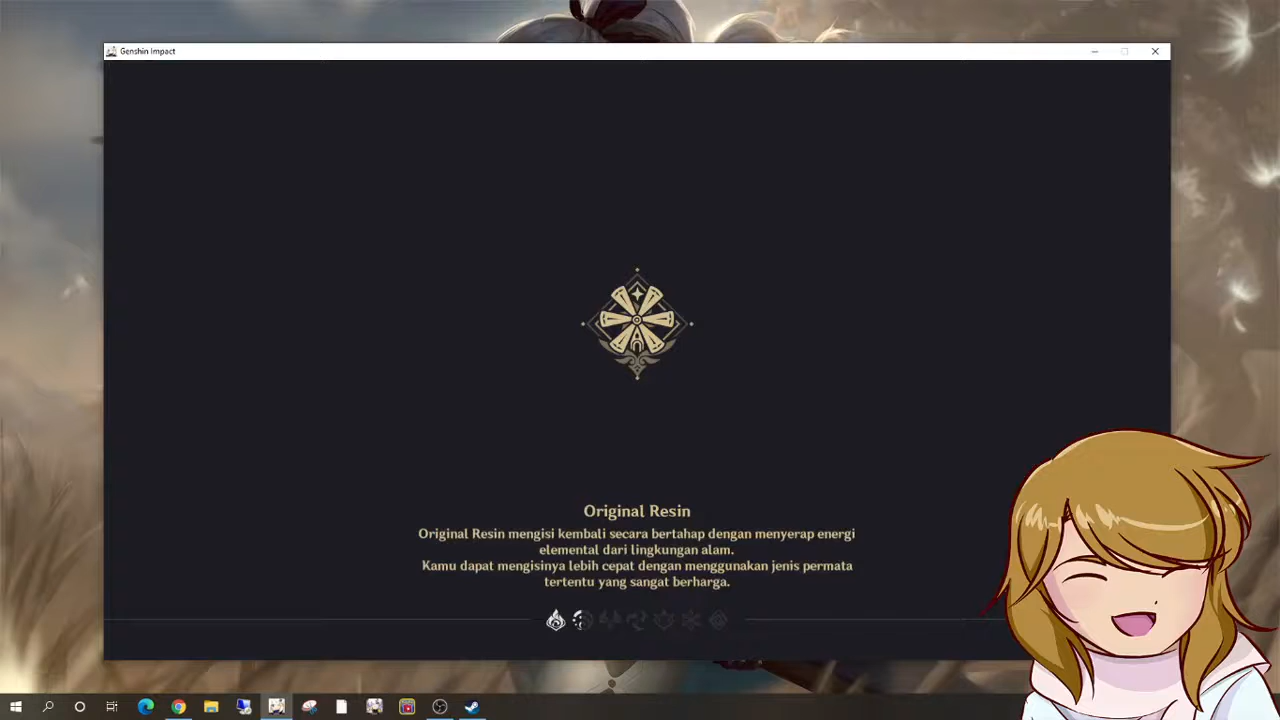 Genshin Impact
Original Resin
Original Resin mengisi kembali secara bertahap dengan menyerap energi
elemental dari lingkungan alam.
Kamu dapat mengisinya lebih cepat dengan menggunakan jenis permata
tertentu yang sangat berharga.